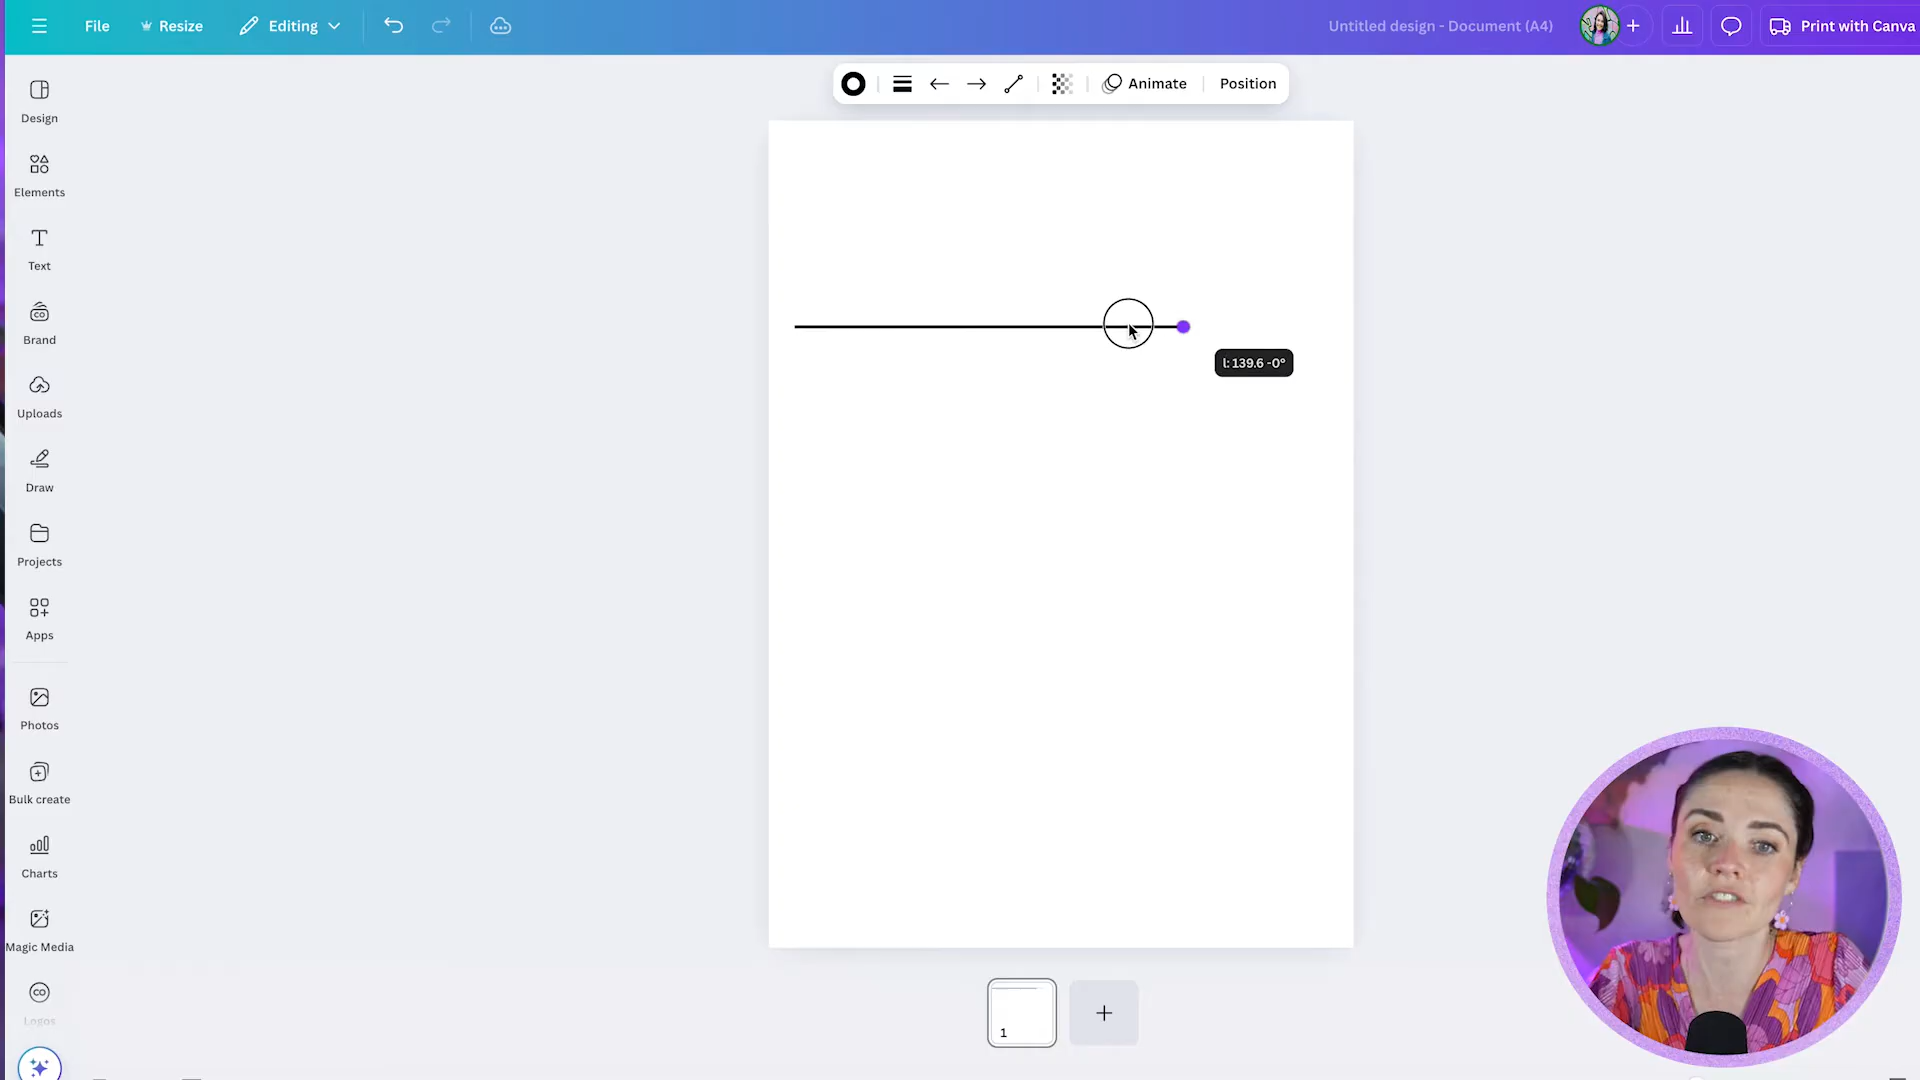 File
Resize
Editing
Untitled design - Document (A4)
Print with Canva
Animate
Position
Design
Elements
Text
Brand
Uploads
Draw
Projects
Apps
Photos
Bulk create
Charts
Magic Media
Logos
l: 139.6 -0°
1